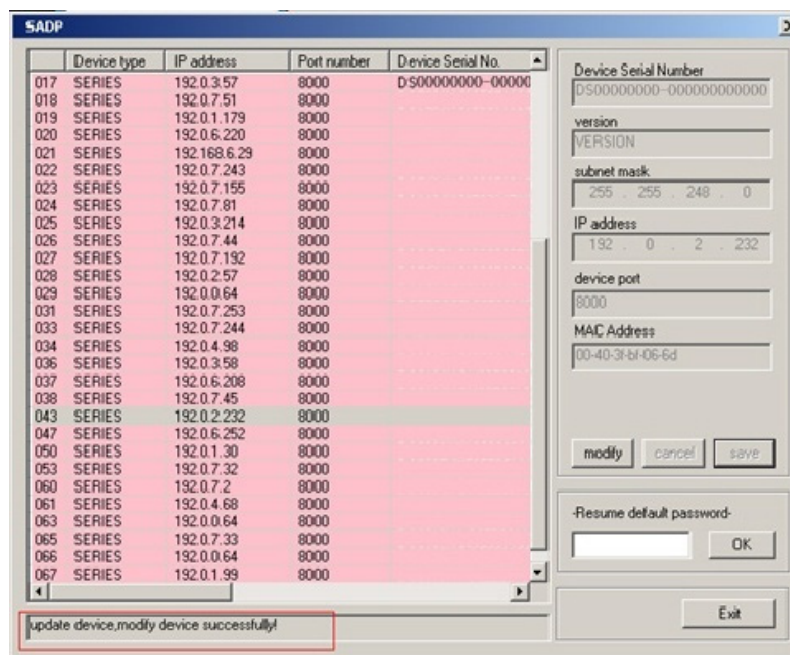 SADP
Device type IP address Port number Device Serial No.
017 SERIES 192.0.3.57 8000 DS00000000-00000
018 SERIES 192.0.7.51 8000
019 SERIES 192.0.1.179 8000
020 SERIES 192.0.6.220 8000
021 SERIES 192.168.6.29 8000
022 SERIES 192.0.7.243 8000
023 SERIES 192.0.7.155 8000
024 SERIES 192.0.7.81 8000
025 SERIES 192.0.3.214 8000
026 SERIES 192.0.7.44 8000
027 SERIES 192.0.7.192 8000
028 SERIES 192.0.2.57 8000
029 SERIES 192.0.0.64 8000
031 SERIES 192.0.7.253 8000
033 SERIES 192.0.7.244 8000
034 SERIES 192.0.4.98 8000
036 SERIES 192.0.3.58 8000
037 SERIES 192.0.6.208 8000
038 SERIES 192.0.7.45 8000
043 SERIES 192.0.2.232 8000
047 SERIES 192.0.6.252 8000
050 SERIES 192.0.1.30 8000
053 SERIES 192.0.7.32 8000
060 SERIES 192.0.7.2 8000
061 SERIES 192.0.4.68 8000
063 SERIES 192.0.0.64 8000
065 SERIES 192.0.7.33 8000
066 SERIES 192.0.0.64 8000
067 SERIES 192.0.1.99 8000
update device,modify device successfully!
Device Serial Number
DS00000000-000000000000
version
VERSION
subnet mask
255 . 255 . 248 . 0
IP address
192 . 0 . 2 . 232
device port
8000
MAC Address
00-40-3f-bf-06-6d
modify cancel save
-Resume default password-
OK
Exit